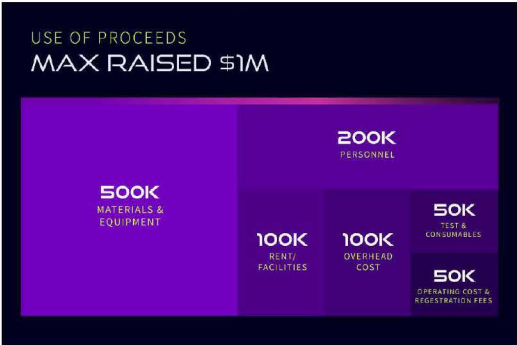 USE OF PROCEEDS
MAX RAISED $1M
500K
MATERIALS &
EQUIPMENT
200K
PERSONNEL
100K
RENT/
FACILITIES
100K
OVERHEAD
COST
50K
TEST &
CONSUMABLES
50K
OPERATING COST &
REGESTRATION FEES